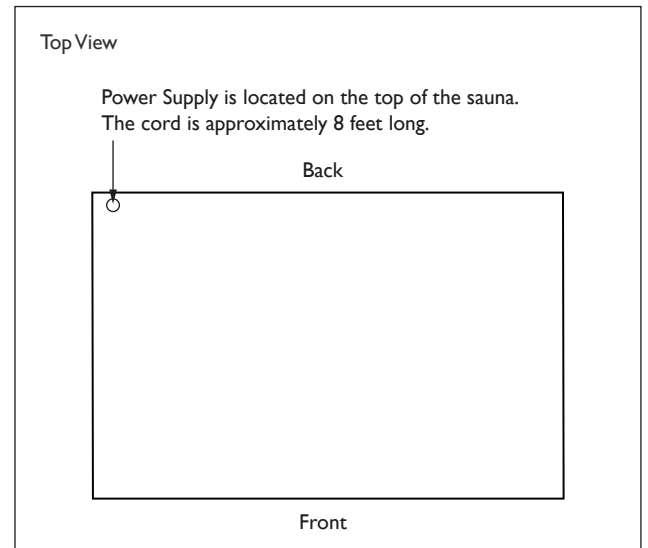 Top View
Power Supply is located on the top of the sauna.
The cord is approximately 8 feet long.
Back
Front